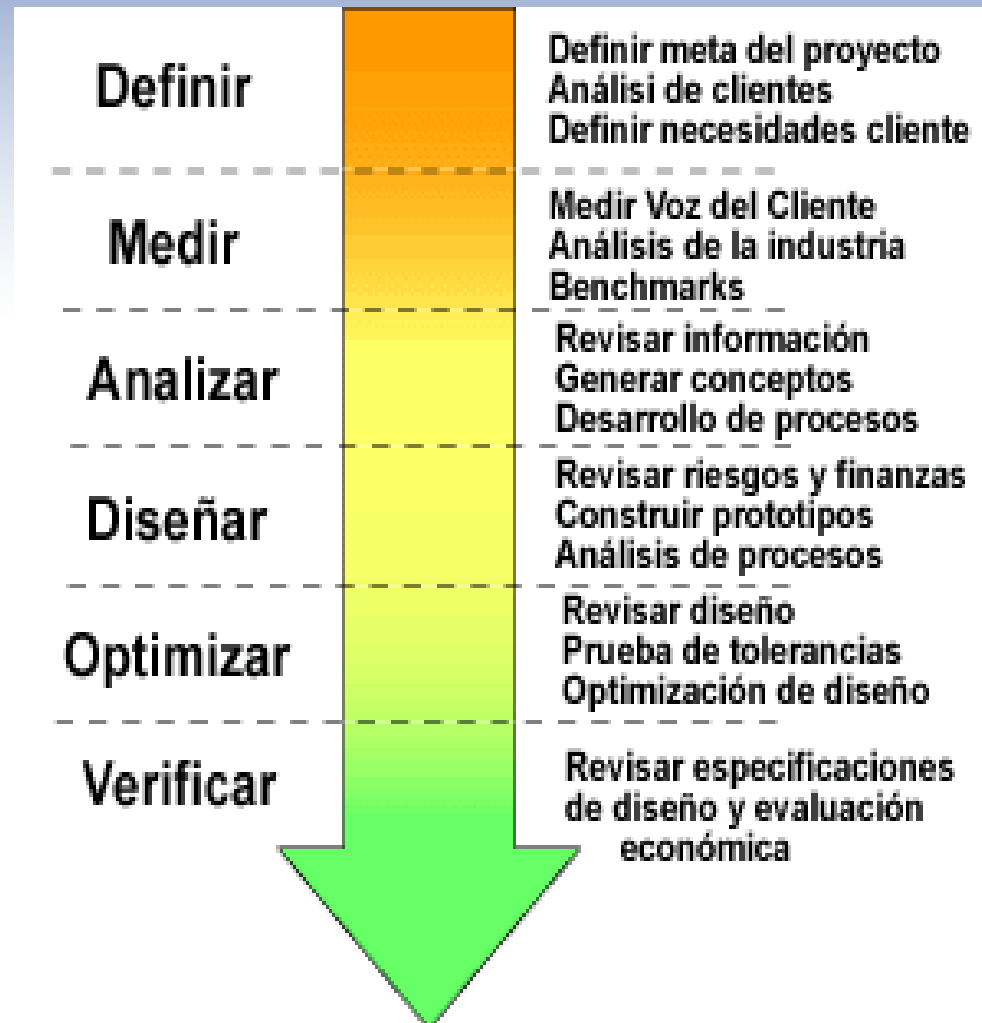 Definir
Definir meta del proyecto
Análisi de clientes
Definir necesidades cliente
Medir
Medir Voz del Cliente
Análisis de la industria
Benchmarks
Analizar
Revisar información
Generar conceptos
Desarrollo de procesos
Diseñar
Revisar riesgos y finanzas
Construir prototipos
Análisis de procesos
Optimizar
Revisar diseño
Prueba de tolerancias
Optimización de diseño
Verificar
Revisar especificaciones
de diseño y evaluación
económica